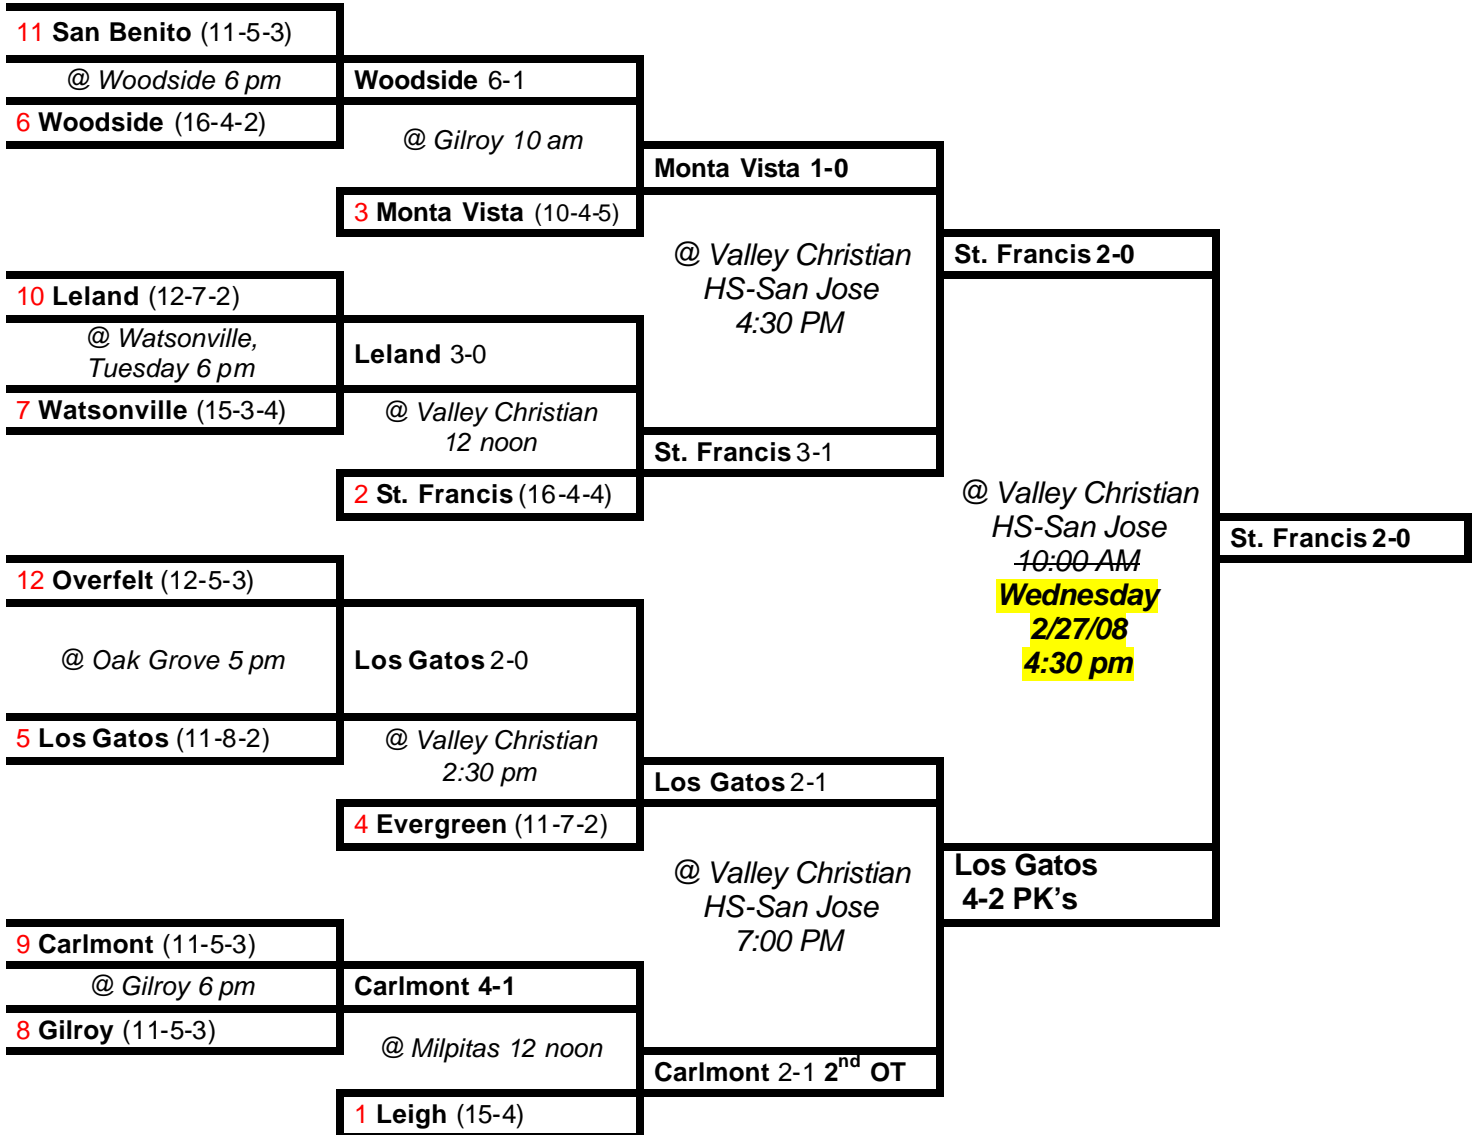 11 San Benito (11-5-3)
@ Woodside 6 pm
6 Woodside (16-4-2)
Woodside 6-1
@ Gilroy 10 am
3 Monta Vista (10-4-5)
10 Leland (12-7-2)
@ Watsonville,
Tuesday 6 pm
7 Watsonville (15-3-4)
Leland 3-0
@ Valley Christian
12 noon
2 St. Francis (16-4-4)
Monta Vista 1-0
@ Valley Christian
HS-San Jose
4:30 PM
St. Francis 3-1
St. Francis 2-0
12 Overfelt (12-5-3)
@ Oak Grove 5 pm
5 Los Gatos (11-8-2)
Los Gatos 2-0
@ Valley Christian
2:30 pm
4 Evergreen (11-7-2)
9 Carlmont (11-5-3)
@ Gilroy 6 pm
8 Gilroy (11-5-3)
Carlmont 4-1
@ Milpitas 12 noon
1 Leigh (15-4)
Los Gatos 2-1
@ Valley Christian
HS-San Jose
7:00 PM
Carlmont 2-1 2nd OT
Los Gatos
4-2 PK’s
@ Valley Christian
HS-San Jose
10:00 AM
Wednesday
2/27/08
4:30 pm
St. Francis 2-0